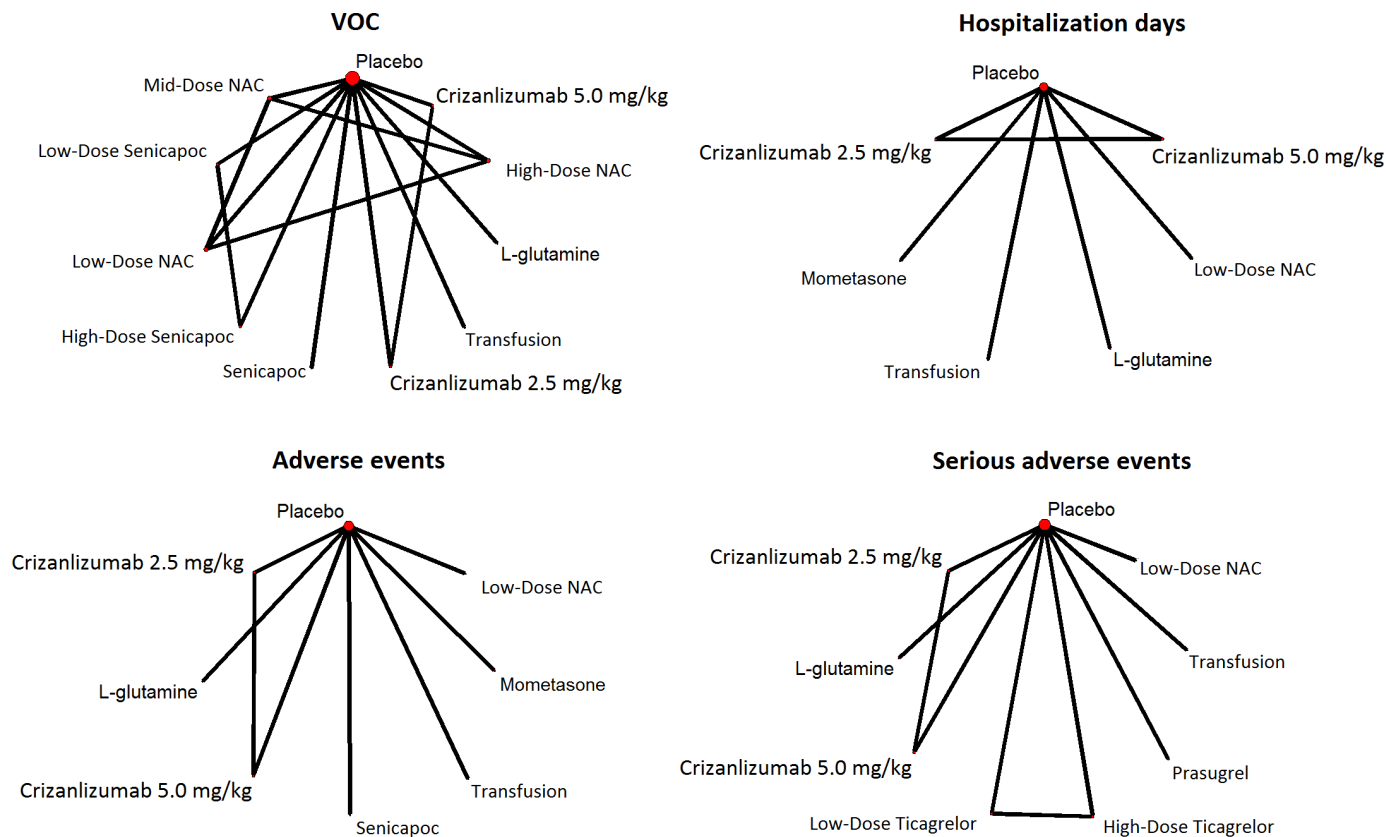 VOC
Placebo
Mid-Dose NAC
Crizanlizumab 5.0 mg/kg
Low-Dose Senicapoc
High-Dose NAC
L-glutamine
Low-Dose NAC
High-Dose Senicapoc
Transfusion
Senicapoc
Crizanlizumab 2.5 mg/kg
Hospitalization days
Placebo
Crizanlizumab 2.5 mg/kg
Crizanlizumab 5.0 mg/kg
Mometasone
Low-Dose NAC
Transfusion
L-glutamine
Adverse events
Placebo
Crizanlizumab 2.5 mg/kg
Low-Dose NAC
L-glutamine
Mometasone
Crizanlizumab 5.0 mg/kg
Transfusion
Senicapoc
Serious adverse events
Placebo
Crizanlizumab 2.5 mg/kg
Low-Dose NAC
L-glutamine
Transfusion
Crizanlizumab 5.0 mg/kg
Prasugrel
Low-Dose Ticagrelor
High-Dose Ticagrelor